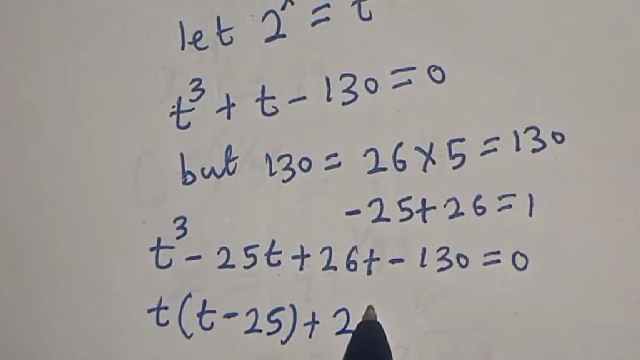 let 2ˣ = t
t³ + t - 130 = 0
but 130 = 26 × 5 = 130
-25 + 26 = 1
t³ - 25t + 26t - 130 = 0
t(t - 25) + 2